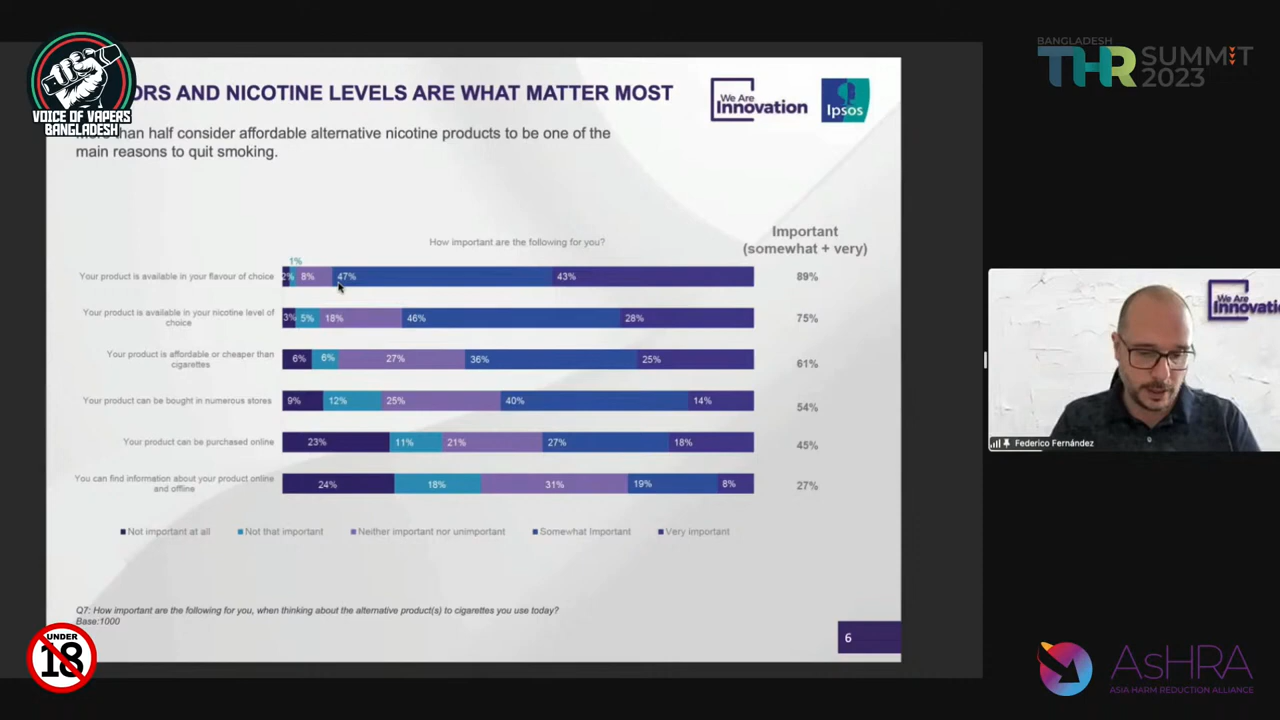 VOICE OF VAPERS
BANGLADESH
BANGLADESH
THR SUMMIT
2023
ORS AND NICOTINE LEVELS ARE WHAT MATTER MOST
We Are
Innovation
Ipsos
than half consider affordable alternative nicotine products to be one of the
main reasons to quit smoking.
How important are the following for you?
Important
(somewhat + very)
Your product is available in your flavour of choice
2% 1% 8% 47% 43% 89%
Your product is available in your nicotine level of
choice
3% 5% 18% 46% 28% 75%
Your product is affordable or cheaper than
cigarettes
6% 6% 27% 36% 25% 61%
Your product can be bought in numerous stores
9% 12% 25% 40% 14% 54%
Your product can be purchased online
23% 11% 21% 27% 18% 45%
You can find information about your product online
and offline
24% 18% 31% 19% 8% 27%
Not important at all Not that important Neither important nor unimportant Somewhat Important Very important
Q7: How important are the following for you, when thinking about the alternative product(s) to cigarettes you use today?
Base:1000
6
We Are
Innovatio
Federico Fernández
UNDER
18
AsHRA
ASIA HARM REDUCTION ALLIANCE